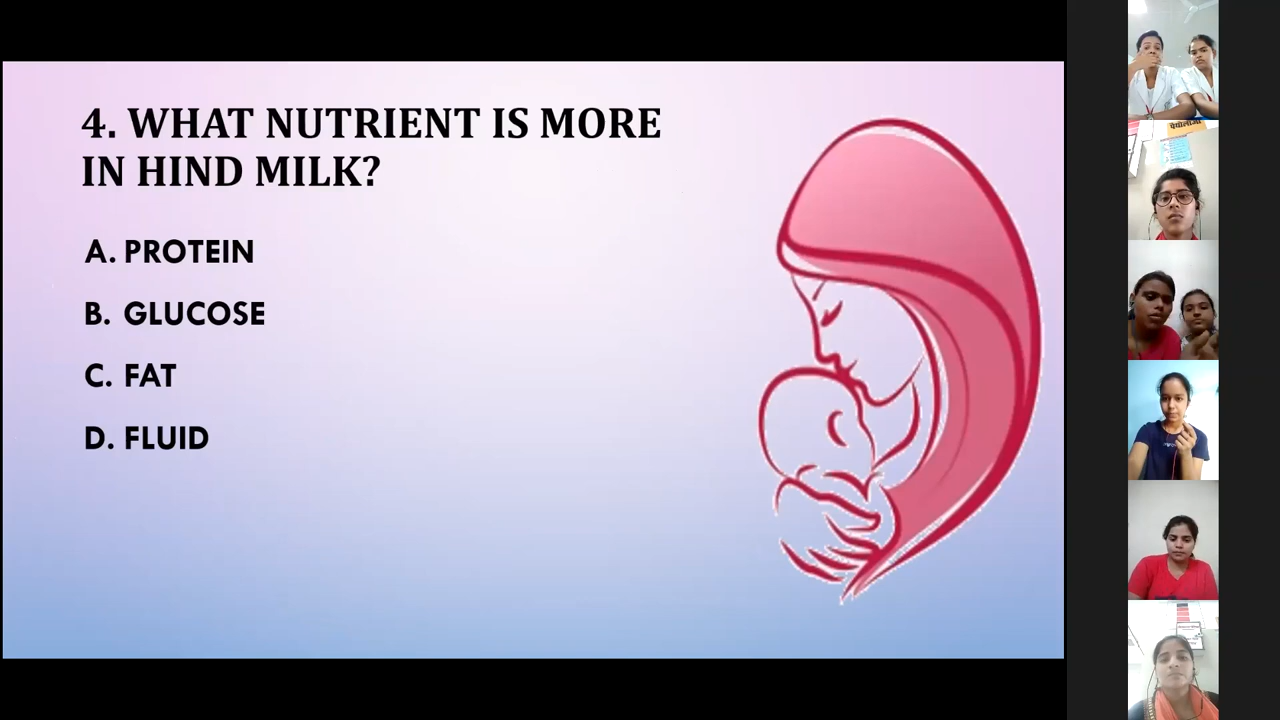 4. WHAT NUTRIENT IS MORE
IN HIND MILK?
A. PROTEIN
B. GLUCOSE
C. FAT
D. FLUID